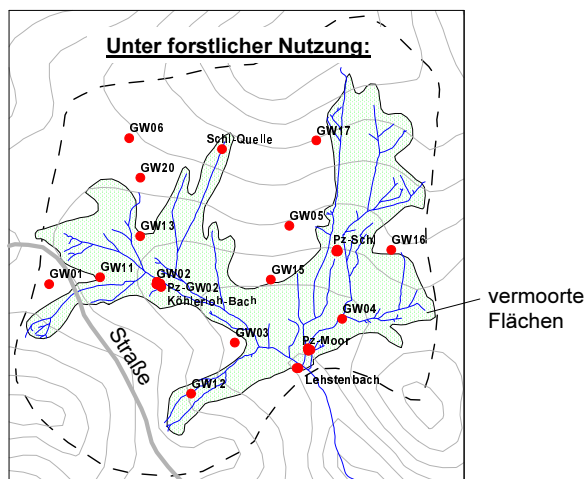 Unter forstlicher Nutzung:
GW06
Schl-Quelle
GW17
GW20
GW05
GW13
Pz-Schl
GW16
GW01
GW11
GW02
Pz-GW02
Köhlerloh-Bach
GW15
GW04
vermoorte
Flächen
Straße
GW03
Pz-Moor
Lehstenbach
GW12